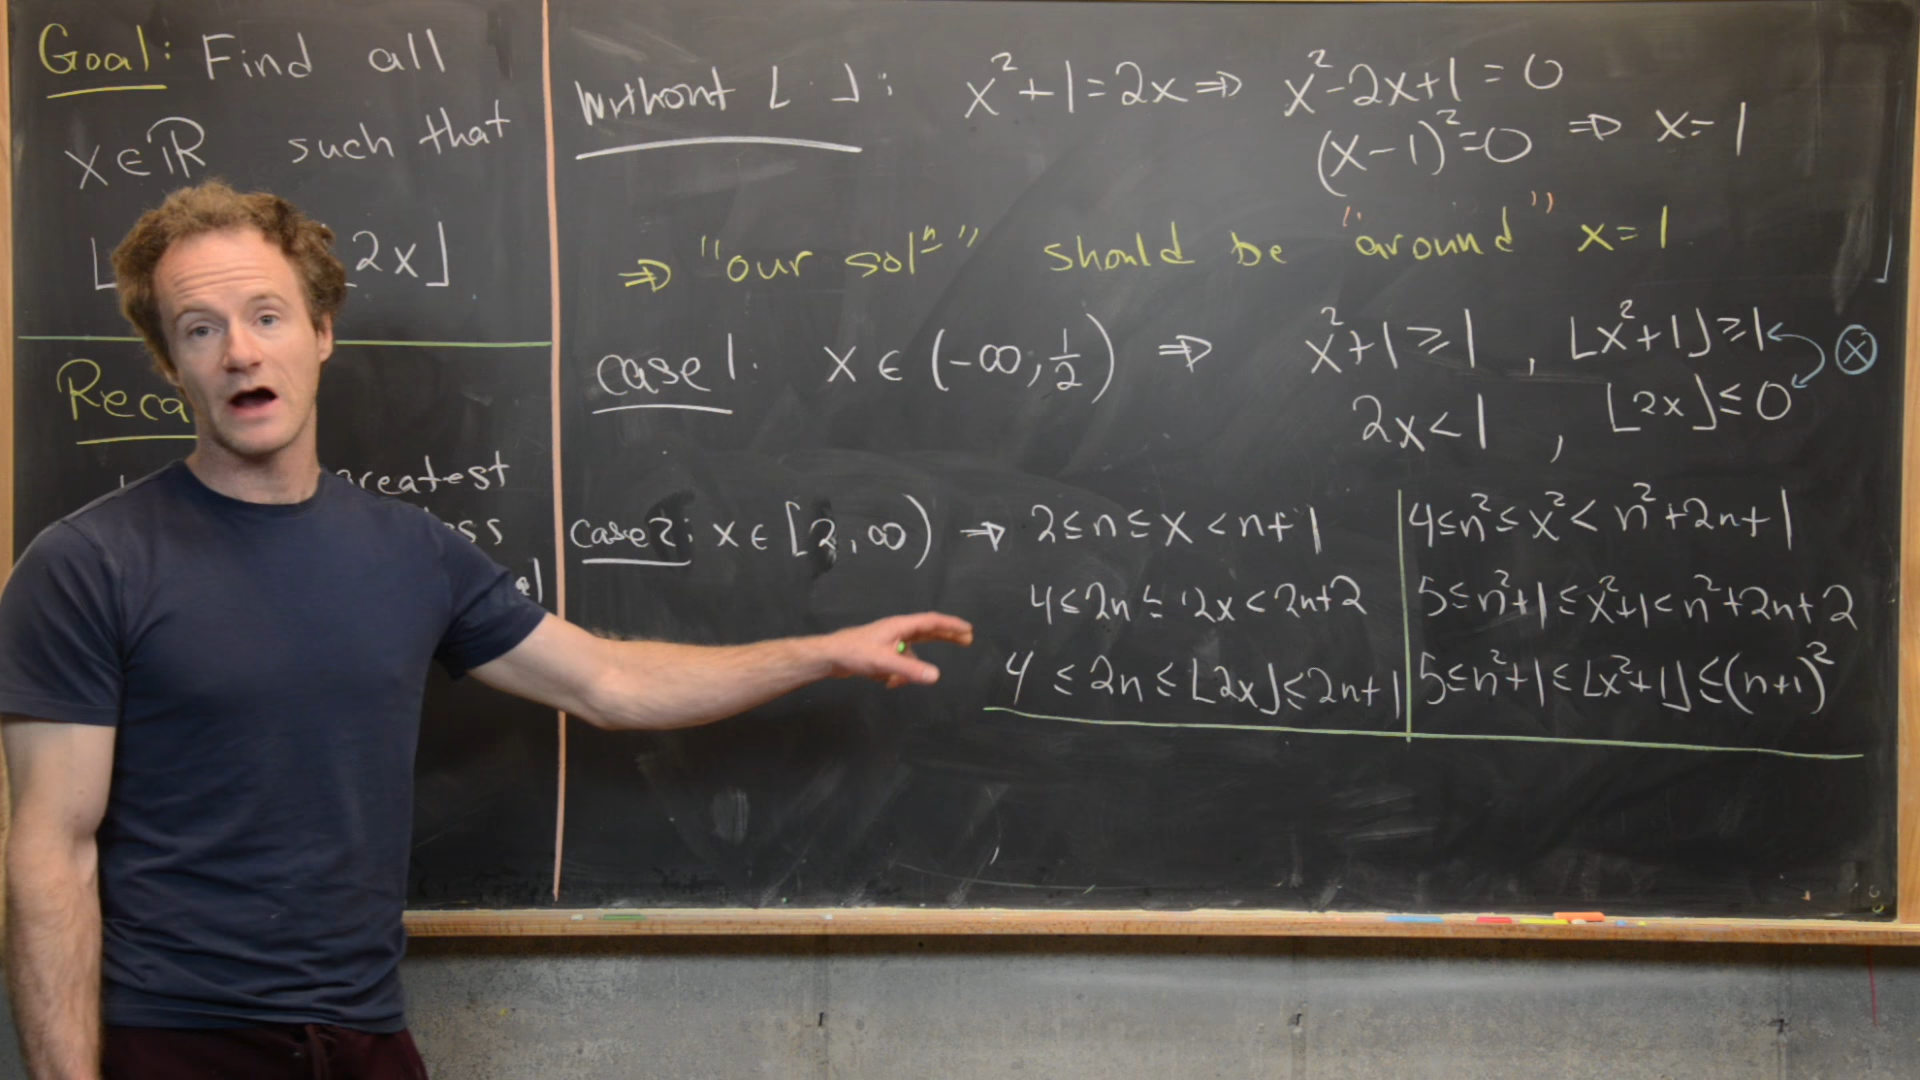 Goal: Find all
x∈ℝ such that
⌊ 2x⌋
Reca
greatest
ss
Without ⌊·⌋: x²+1=2x ⇒ x²-2x+1=0
(x-1)²=0 ⇒ x=1
⇒ "our solⁿ" should be "around" x=1
case 1: x∈(-∞,1/2) ⇒ x²+1≥1, ⌊x²+1⌋≥1 ⊗
2x<1, ⌊2x⌋≤0
case2: x∈[2,∞) ⇒ 2≤n≤x<n+1
4≤2n≤2x<2n+2
4≤2n≤⌊2x⌋≤2n+1
4≤n²≤x²<n²+2n+1
5≤n²+1≤x²+1<n²+2n+2
5≤n²+1≤⌊x²+1⌋≤(n+1)²